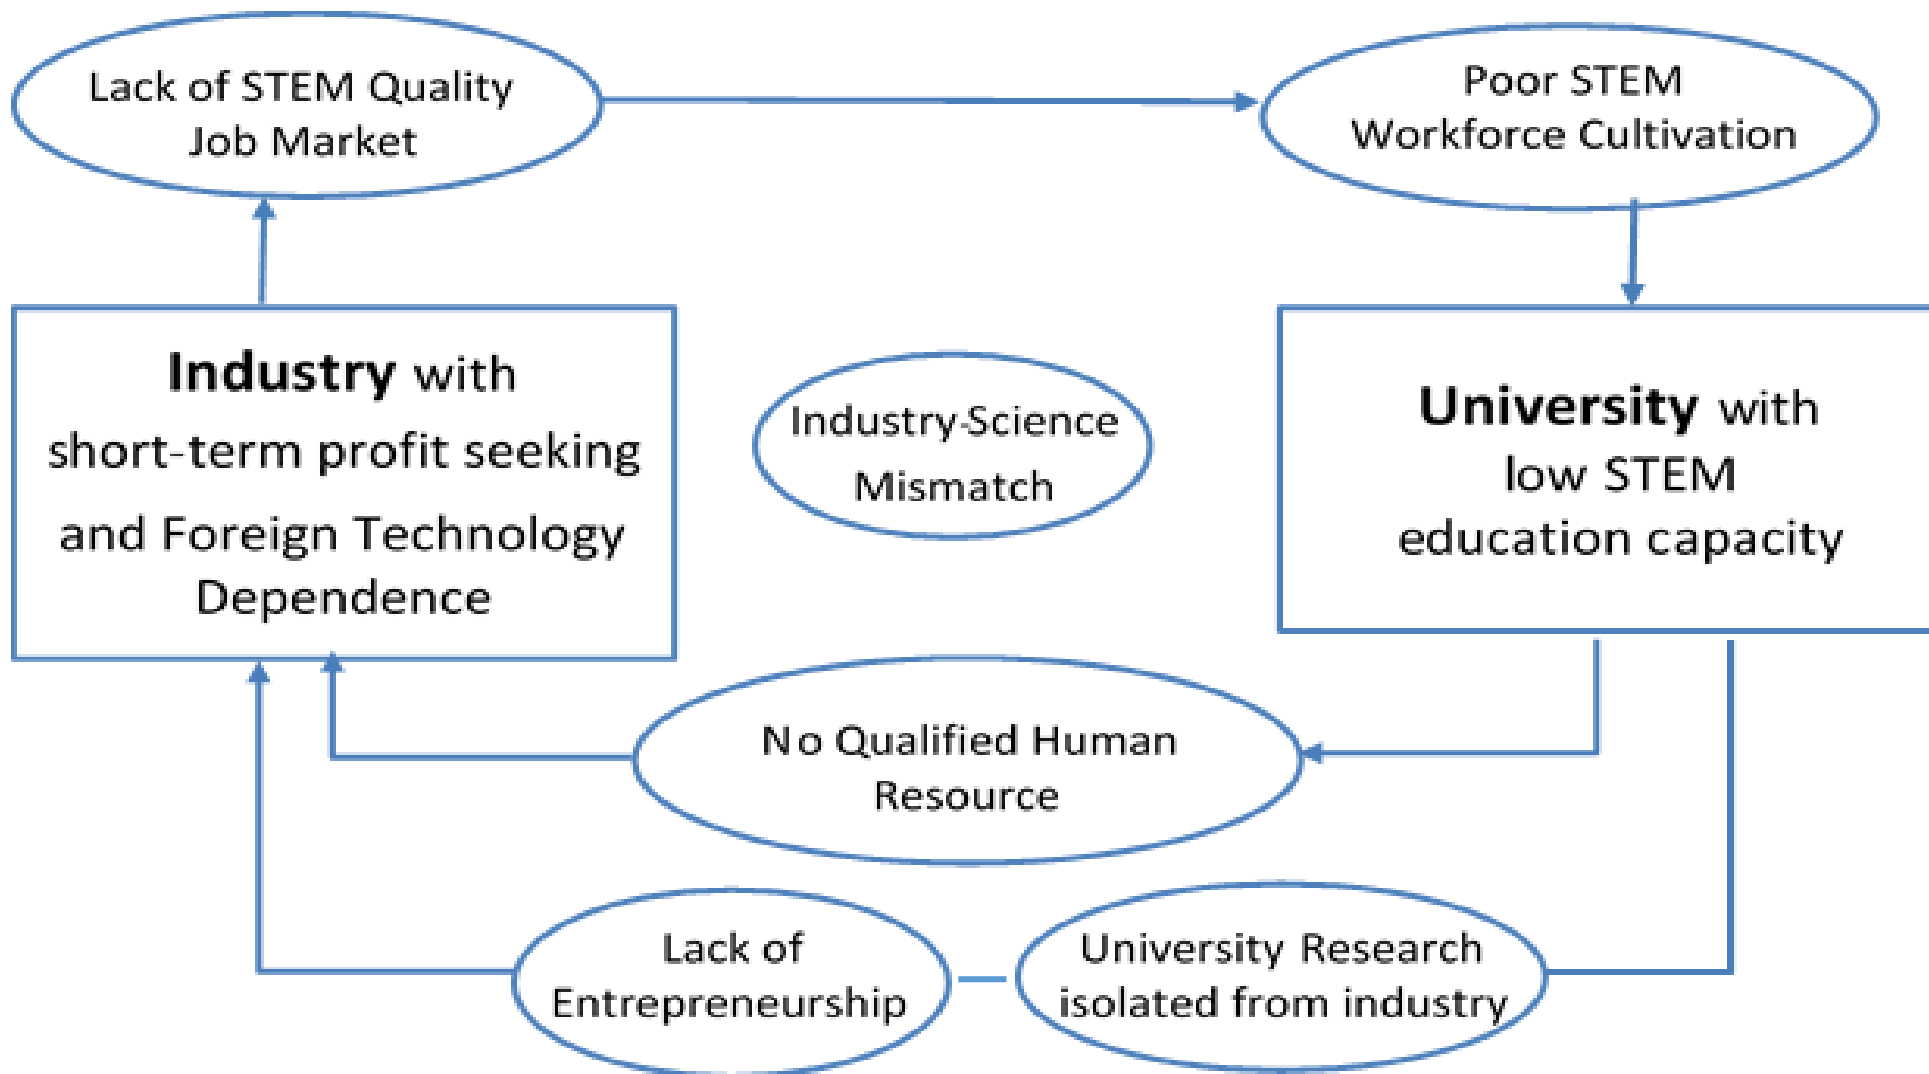 Lack of STEM Quality
Job Market
Poor STEM
Workforce Cultivation
Industry with
short-term profit seeking
and Foreign Technology
Dependence
Industry-Science
Mismatch
University with
low STEM
education capacity
No Qualified Human
Resource
Lack of
Entrepreneurship
University Research
isolated from industry